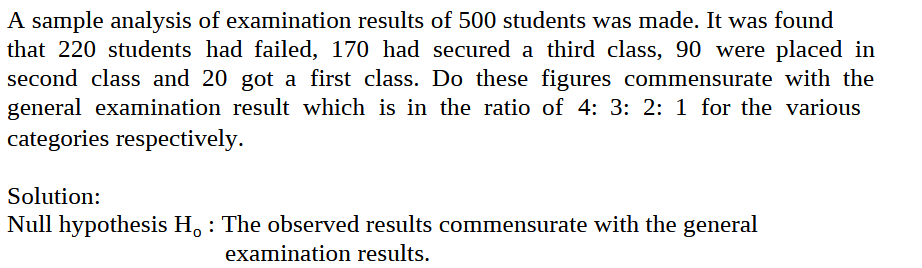 A sample analysis of examination results of 500 students was made. It was found
that 220 students had failed, 170 had secured a third class, 90 were placed in
second class and 20 got a first class. Do these figures commensurate with the
general examination result which is in the ratio of 4: 3: 2: 1 for the various
categories respectively.
Solution:
Null hypothesis Hₒ : The observed results commensurate with the general
examination results.